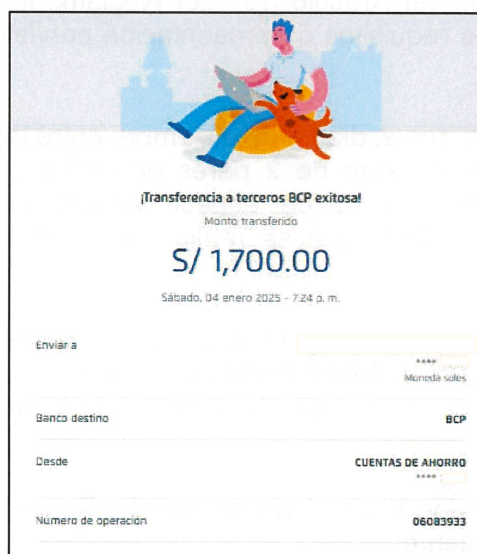 ¡Transferencia a terceros BCP exitosa!
Monto transferido
S/ 1,700.00
Sábado, 04 enero 2025 - 7:24 p. m.
Enviar a
****
Moneda soles
Banco destino BCP
Desde CUENTAS DE AHORRO
****
Número de operación 06083933